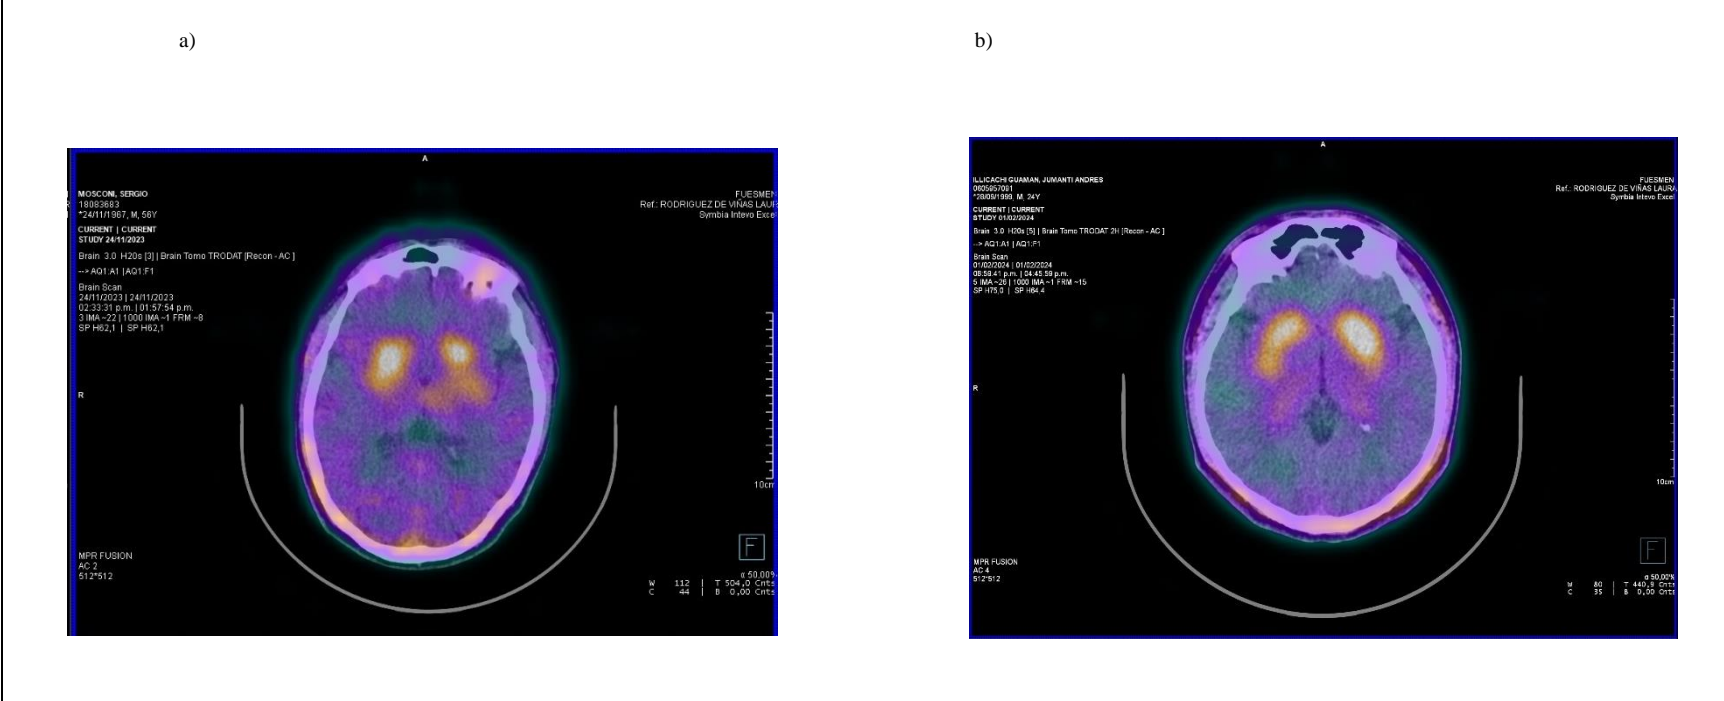 a)
b)
A
MOSCONI, SERGIO
18083683
*24/11/1967, M, 56Y
CURRENT | CURRENT
STUDY 24/11/2023
Brain 3.0 H20s [3] | Brain Tomo TRODAT [Recon - AC ]
--> AQ1:A1 | AQ1:F1
Brain Scan
24/11/2023 | 24/11/2023
02:33:31 p.m. | 01:57:54 p.m.
3 IMA ~22 | 1000 IMA ~1 FRM ~8
SP H62,1 | SP H62,1
FUESMEN
Ref.: RODRIGUEZ DE VIÑAS LAUR
Symbia Intevo Excel
R
10cm
F
MPR FUSION
AC 2
512*512
α 50,00%
W 112 | T 504,0 Cnts
C 44 | B 0,00 Cnts
A
ILLICACHI GUAMAN, JUMANTI ANDRES
0605957091
*28/09/1999, M, 24Y
CURRENT | CURRENT
STUDY 01/02/2024
Brain 3.0 H20s [5] | Brain Tomo TRODAT 2H [Recon - AC ]
--> AQ1:A1 | AQ1:F1
Brain Scan
01/02/2024 | 01/02/2024
08:59:41 p.m. | 04:45:59 p.m.
5 IMA ~26 | 1000 IMA ~1 FRM ~15
SP H75,0 | SP H64,4
FUESMEN
Ref.: RODRIGUEZ DE VIÑAS LAURA
Symbia Intevo Excel
R
10cm
F
MPR FUSION
AC 4
512*512
α 50,00%
W 80 | T 440,9 Cnts
C 35 | B 0,00 Cnts